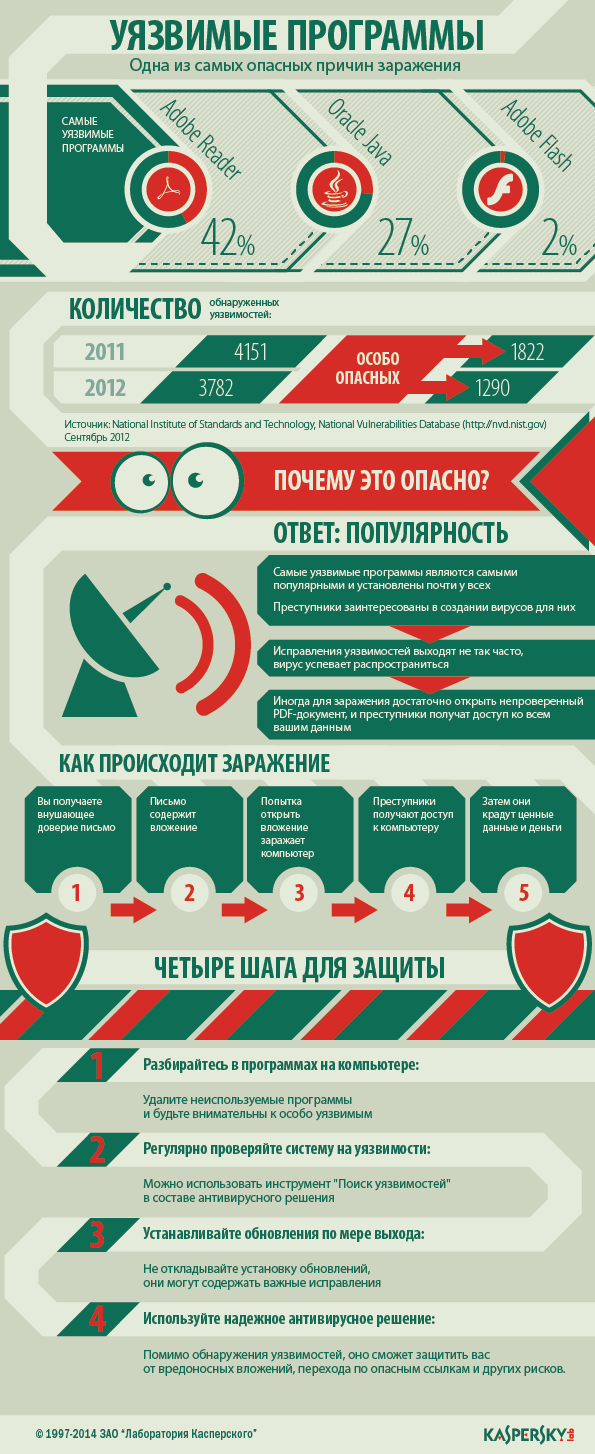 УЯЗВИМЫЕ ПРОГРАММЫ
Одна из самых опасных причин заражения
САМЫЕ
УЯЗВИМЫЕ
ПРОГРАММЫ
Adobe Reader
42%
Oracle Java
27%
Adobe Flash
2%
КОЛИЧЕСТВО обнаруженных
уязвимостей:
2011 4151 1822
ОСОБО
ОПАСНЫХ
2012 3782 1290
Источник: National Institute of Standards and Technology, National Vulnerabilities Database (http://nvd.nist.gov)
Сентябрь 2012
ПОЧЕМУ ЭТО ОПАСНО?
ОТВЕТ: ПОПУЛЯРНОСТЬ
Самые уязвимые программы являются самыми
популярными и установлены почти у всех
Преступники заинтересованы в создании вирусов для них
Исправления уязвимостей выходят не так часто,
вирус успевает распространиться
Иногда для заражения достаточно открыть непроверенный
PDF-документ, и преступники получат доступ ко всем
вашим данным
КАК ПРОИСХОДИТ ЗАРАЖЕНИЕ
Вы получаете
внушающее
доверие письмо
1
Письмо
содержит
вложение
2
Попытка
открыть
вложение
заражает
компьютер
3
Преступники
получают доступ
к компьютеру
4
Затем они
крадут ценные
данные и деньги
5
ЧЕТЫРЕ ШАГА ДЛЯ ЗАЩИТЫ
1 Разбирайтесь в программах на компьютере:
Удалите неиспользуемые программы
и будьте внимательны к особо уязвимым
2 Регулярно проверяйте систему на уязвимости:
Можно использовать инструмент "Поиск уязвимостей"
в составе антивирусного решения
3 Устанавливайте обновления по мере выхода:
Не откладывайте установку обновлений,
они могут содержать важные исправления
4 Используйте надежное антивирусное решение:
Помимо обнаружения уязвимостей, оно сможет защитить вас
от вредоносных вложений, перехода по опасным ссылкам и других рисков.
© 1997-2014 ЗАО "Лаборатория Касперского"
KASPERSKY lab